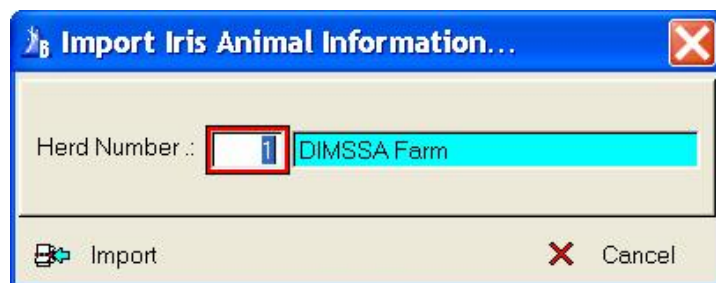 Import Iris Animal Information...
Herd Number .: 1 DIMSSA Farm
Import Cancel